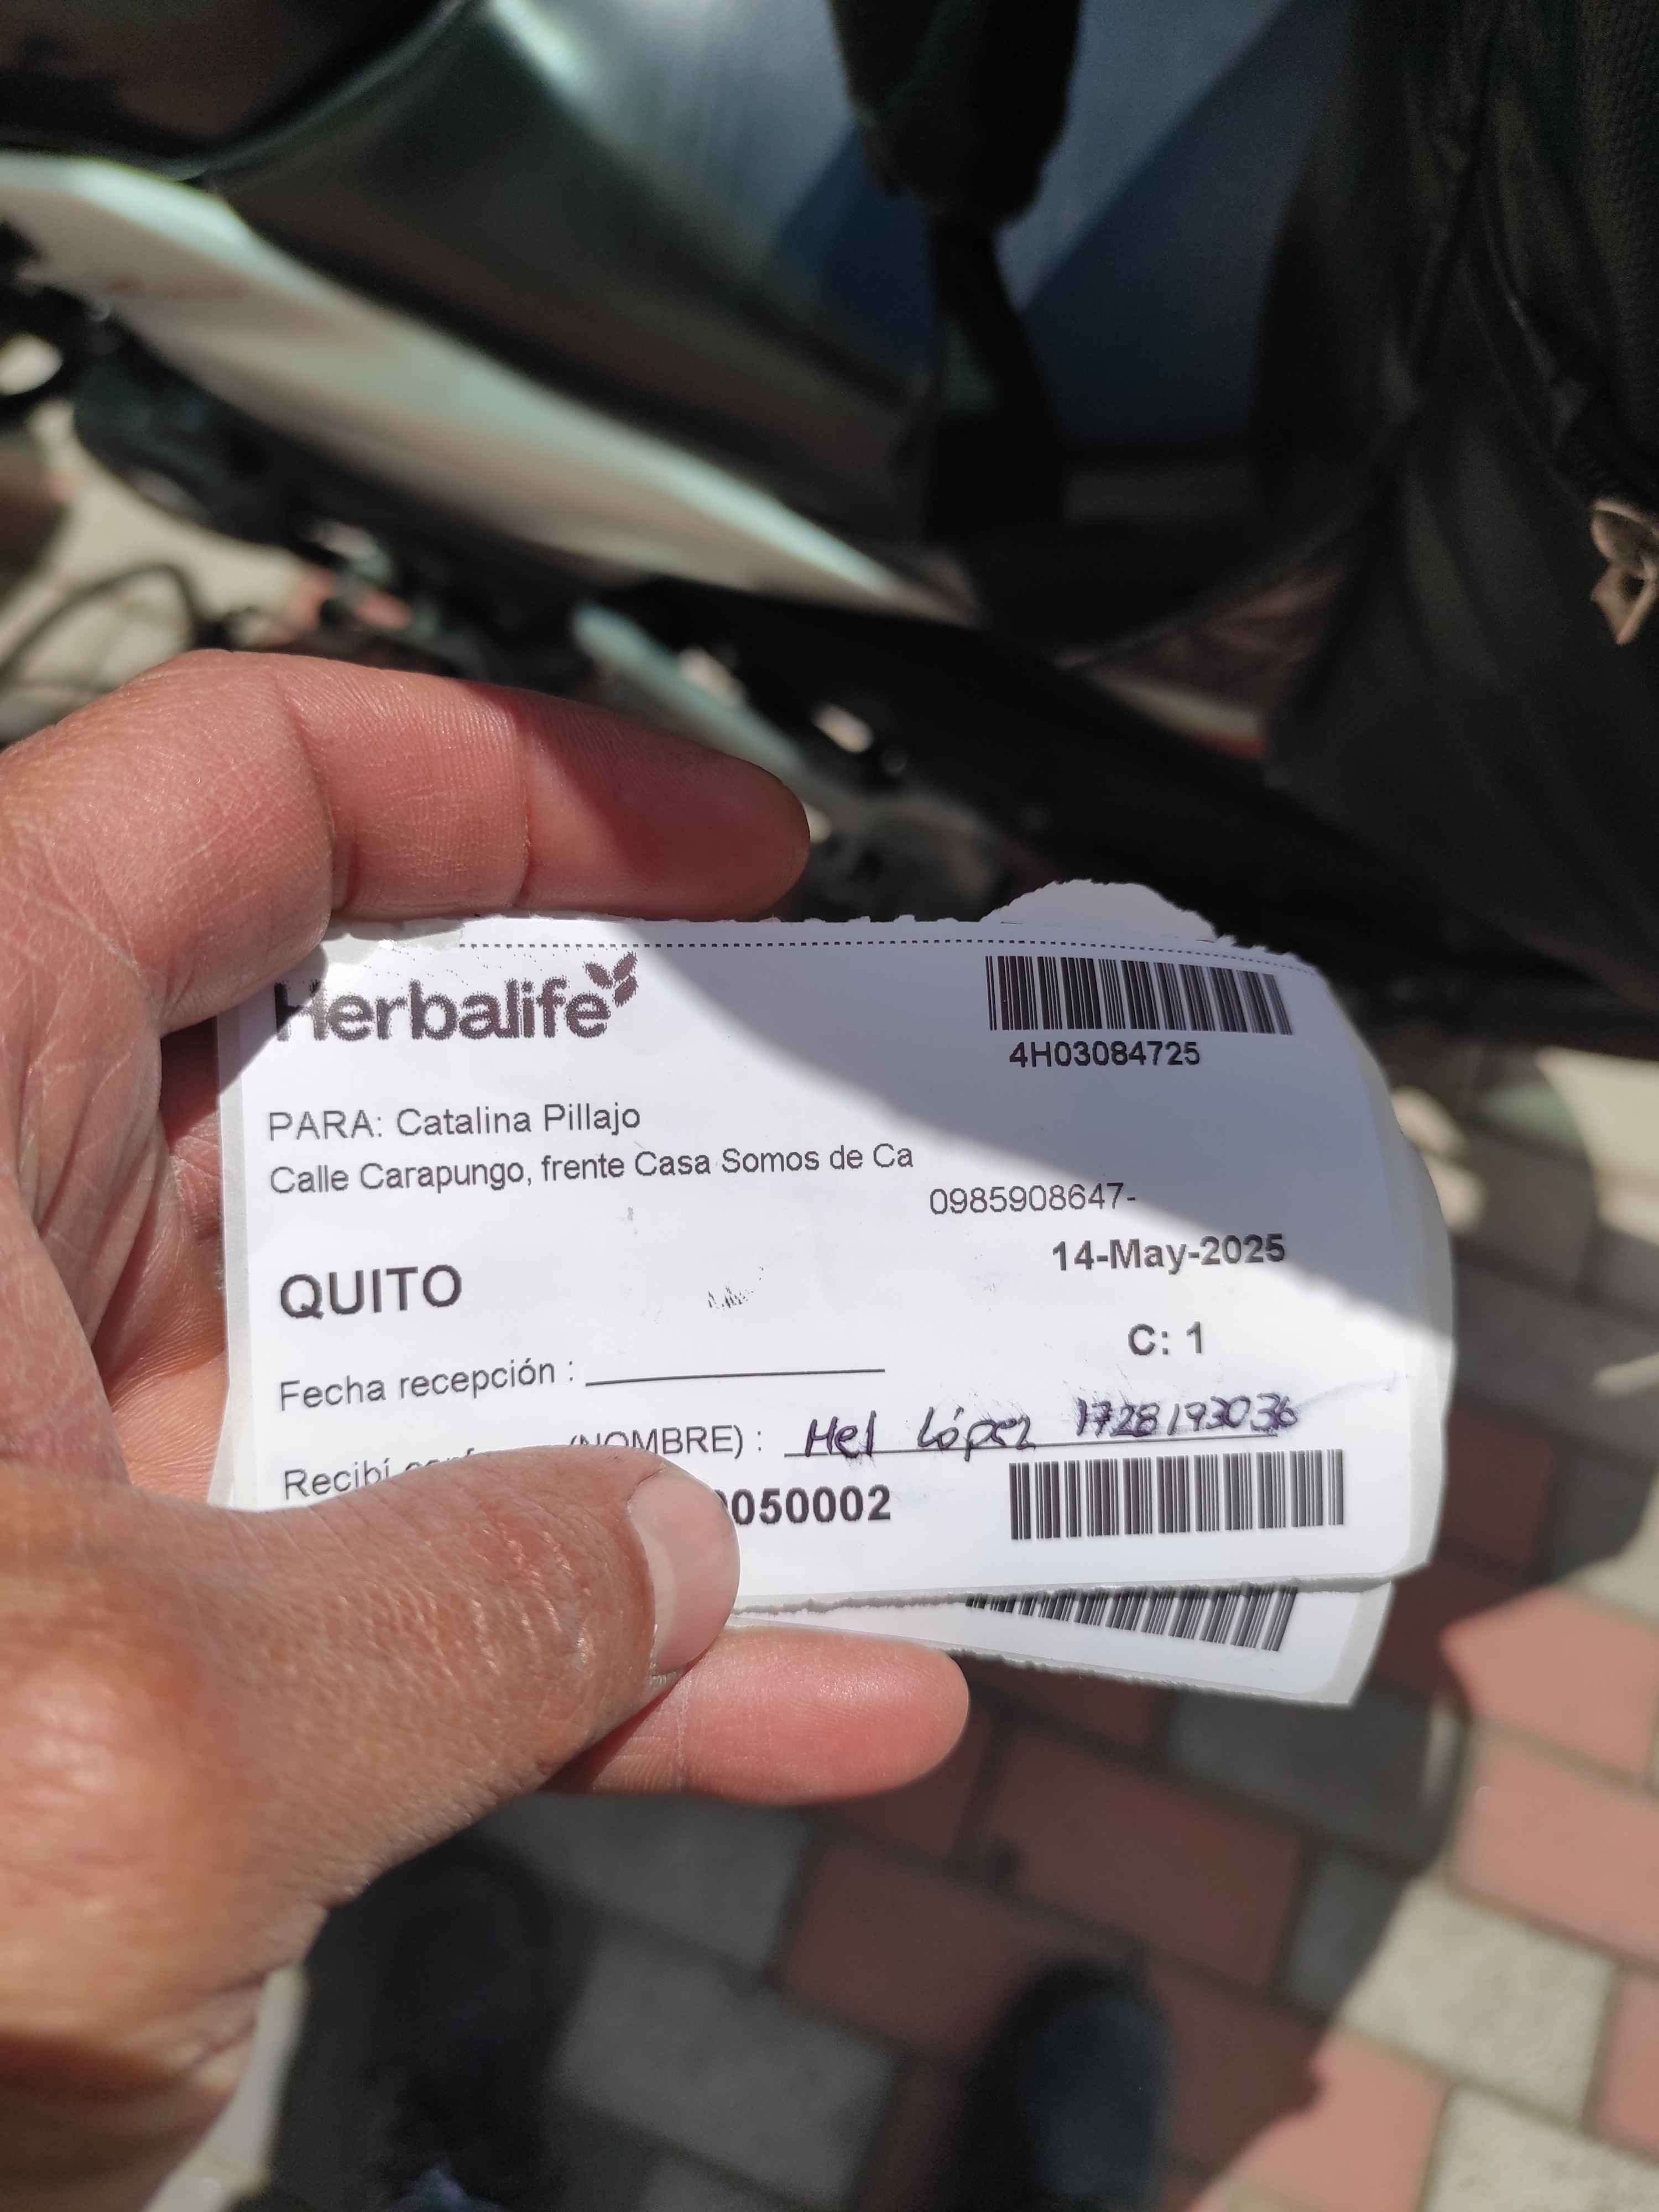 Herbalife
4H03084725
PARA: Catalina Pillajo
Calle Carapungo, frente Casa Somos de Ca
0985908647-
14-May-2025
QUITO
C: 1
Fecha recepción :
Recibí (NOMBRE) : Mel López 1728193036
050002